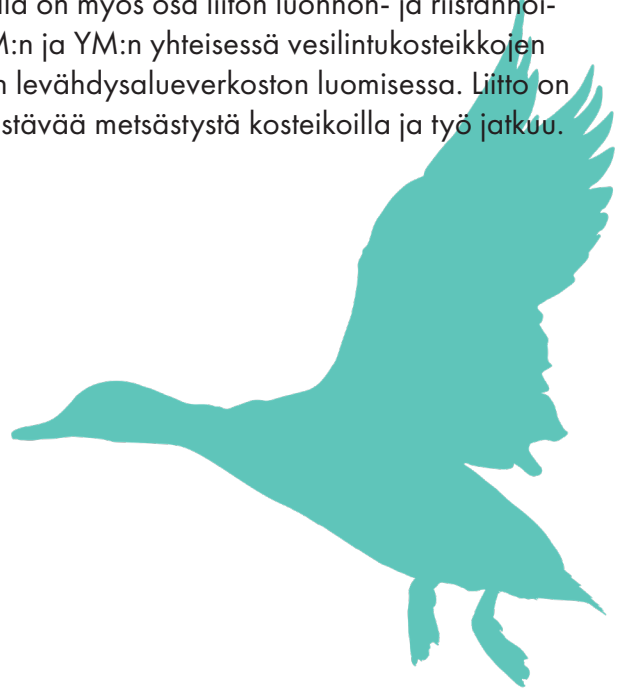 on myös osa liiton luonnon- ja riistanhoi-
M:n ja YM:n yhteisessä vesilintukosteikkojen
n levähdysalueverkoston luomisessa. Liitto on
stävää metsästystä kosteikoilla ja työ jatkuu.